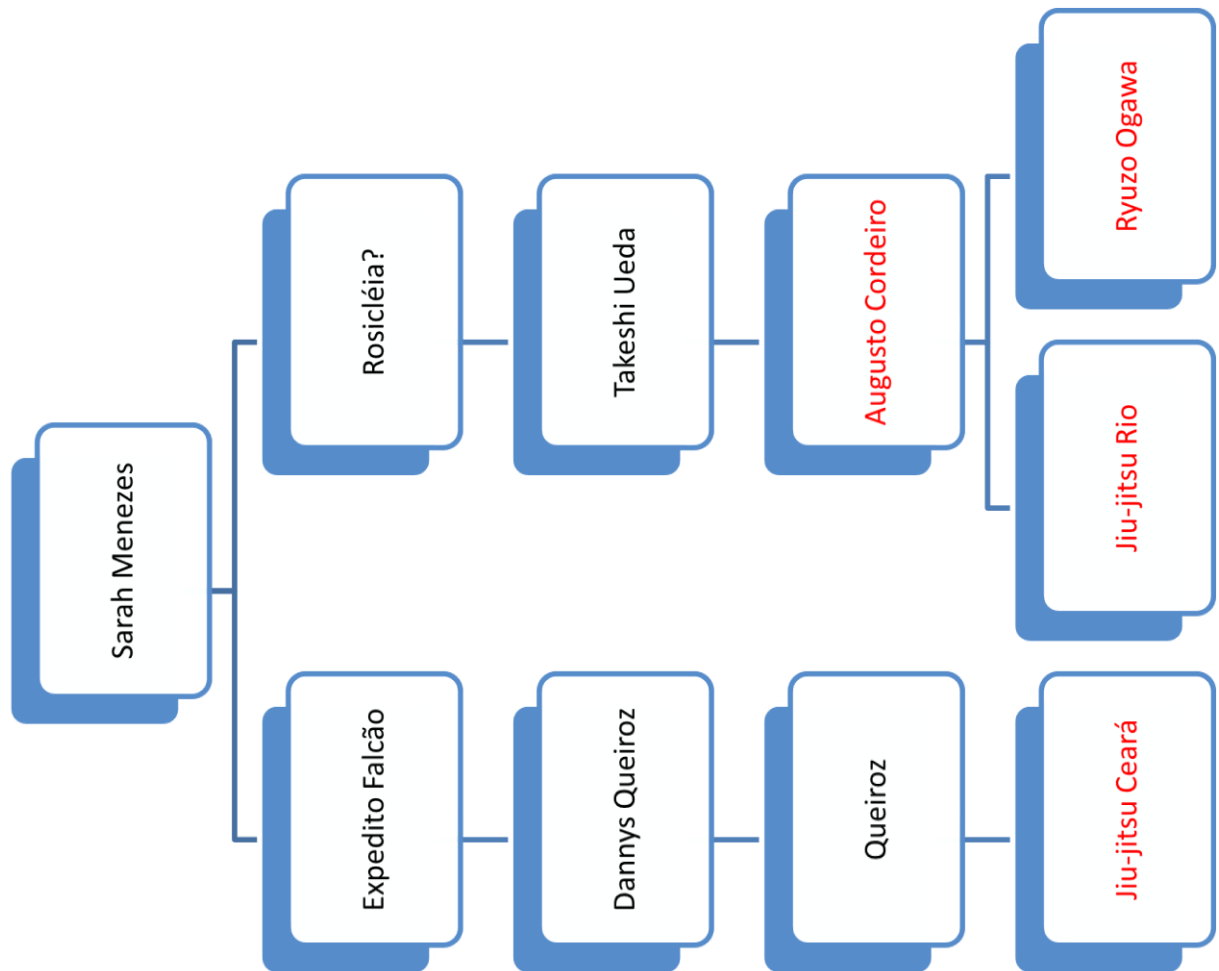 Sarah Menezes
Expedito Falcão
Rosicléia?
Dannys Queiroz
Takeshi Ueda
Queiroz
Augusto Cordeiro
Jiu-jitsu Ceará
Jiu-jitsu Rio
Ryuzo Ogawa